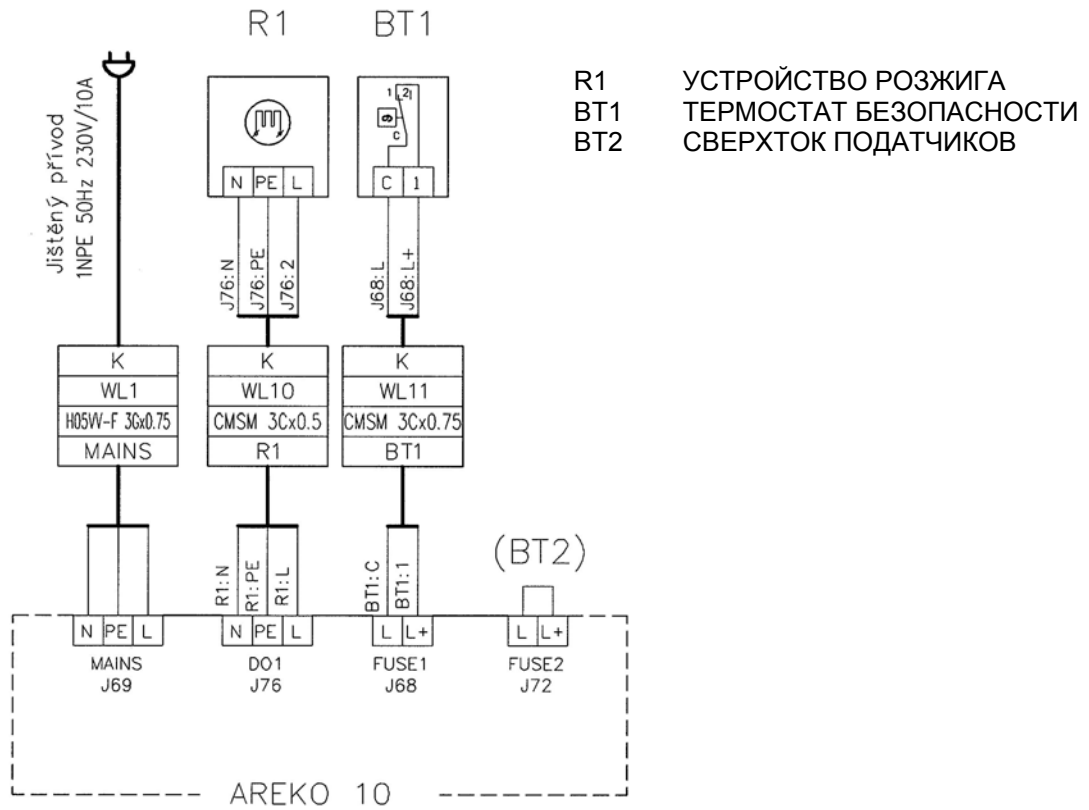 R1 BT1
R1 УСТРОЙСТВО РОЗЖИГА
BT1 ТЕРМОСТАТ БЕЗОПАСНОСТИ
BT2 СВЕРХТОК ПОДАТЧИКОВ
Jištěný přívod
1NPE 50Hz 230V/10A
1 2
C
N PE L
C 1
J76:N
J76:PE
J76:2
J68:L
J68:L+
K K K
WL1 WL10 WL11
H05VV-F 3Gx0.75 CMSM 3Cx0.5 CMSM 3Cx0.75
MAINS R1 BT1
(BT2)
R1:N
R1:PE
R1:L
BT1:C
BT1:1
N PE L N PE L L L+ L L+
MAINS DO1 FUSE1 FUSE2
J69 J76 J68 J72
AREKO 10